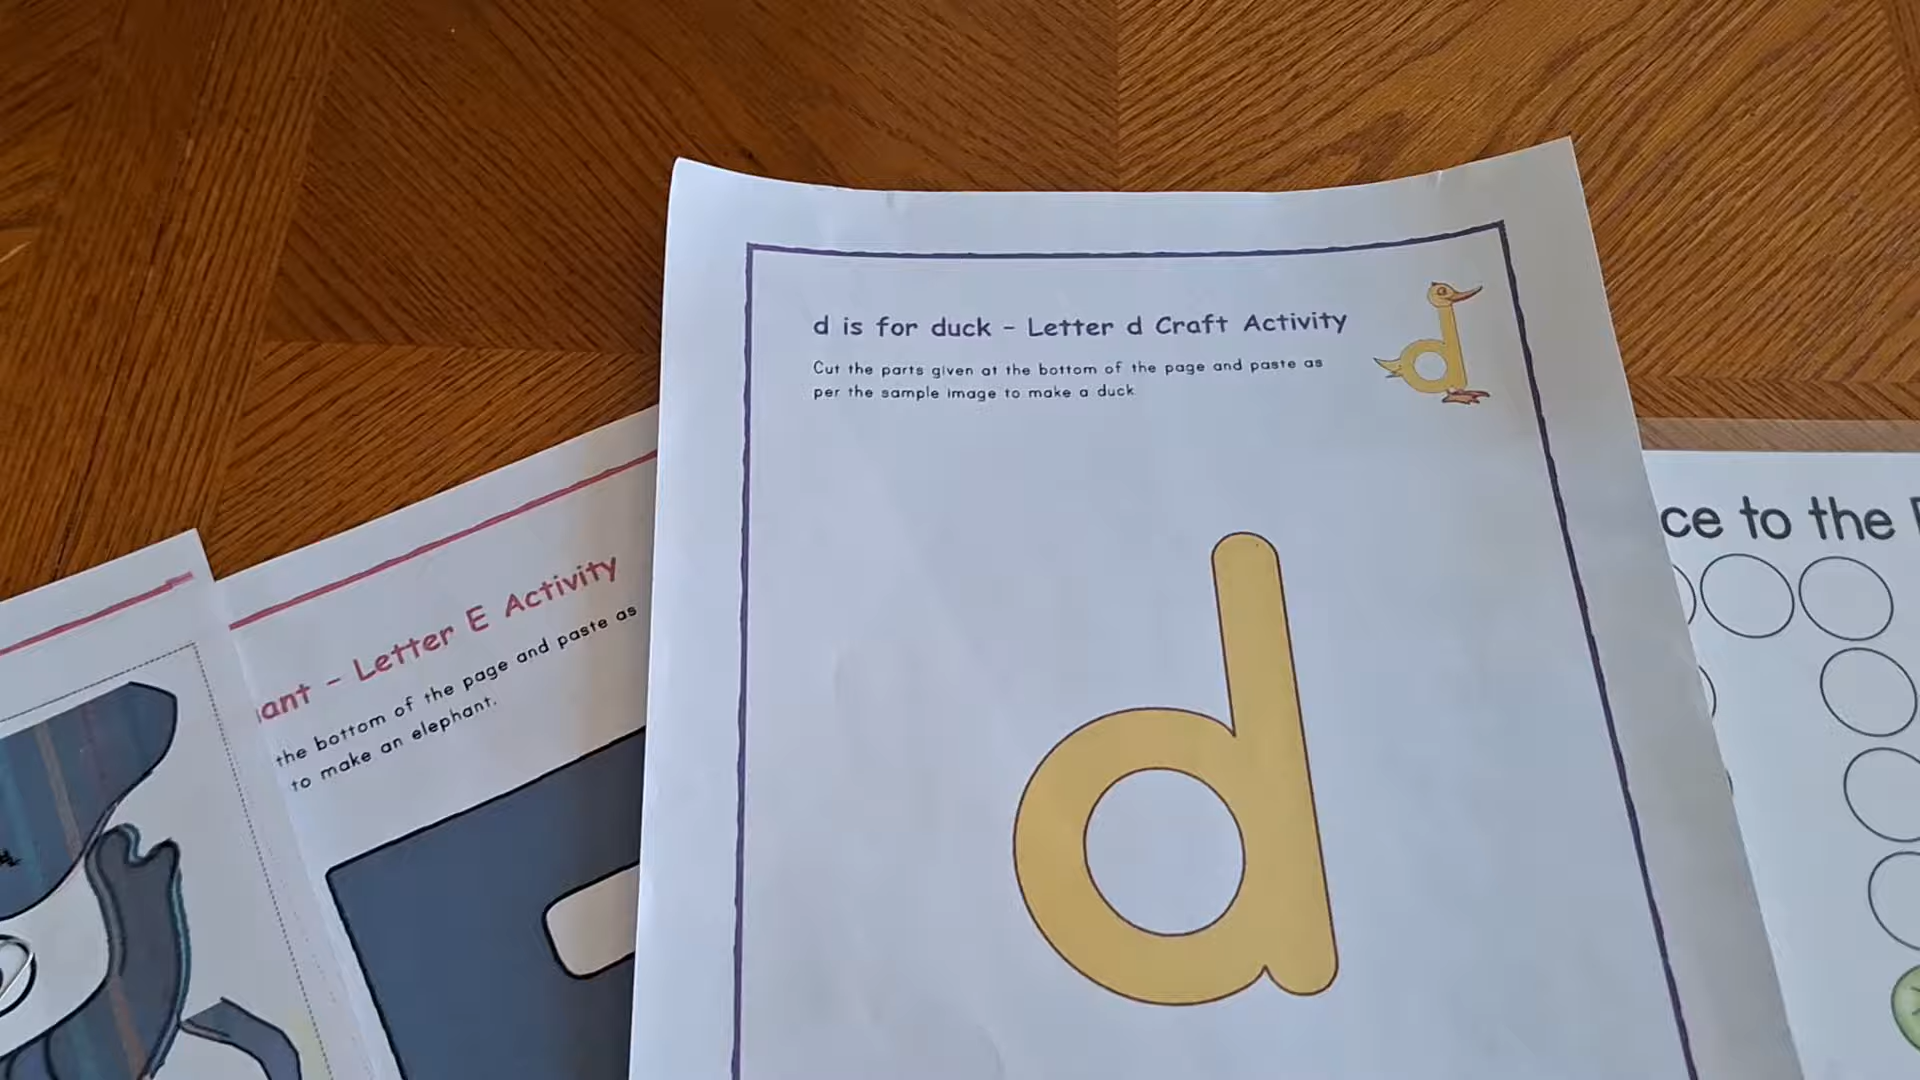 d is for duck - Letter d Craft Activity
Cut the parts given at the bottom of the page and paste as
per the sample image to make a duck
d
- Letter E Activity
the bottom of the page and paste as
to make an elephant.
to the